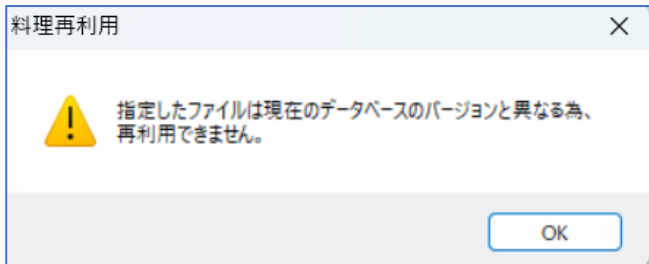 料理再利用
指定したファイルは現在のデータベースのバージョンと異なる為、
再利用できません。
OK